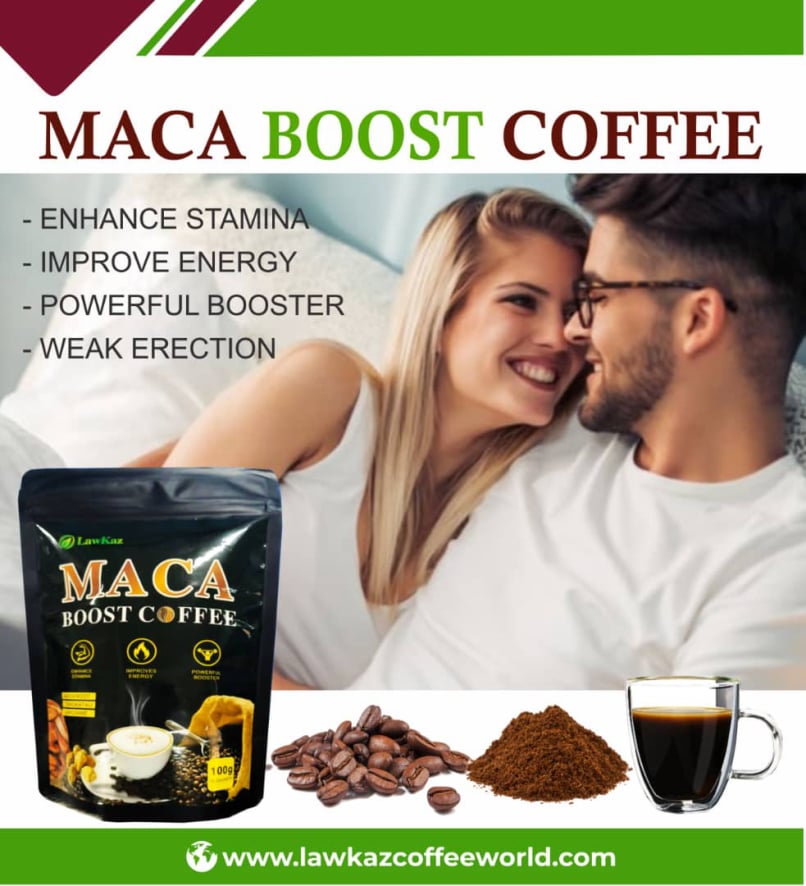 MACA BOOST COFFEE
- ENHANCE STAMINA
- IMPROVE ENERGY
- POWERFUL BOOSTER
- WEAK ERECTION
LawKaz
MACA
BOOST COFFEE
ENHANCE STAMINA
IMPROVES ENERGY
POWERFUL BOOSTER
100g
www.lawkazcoffeeworld.com